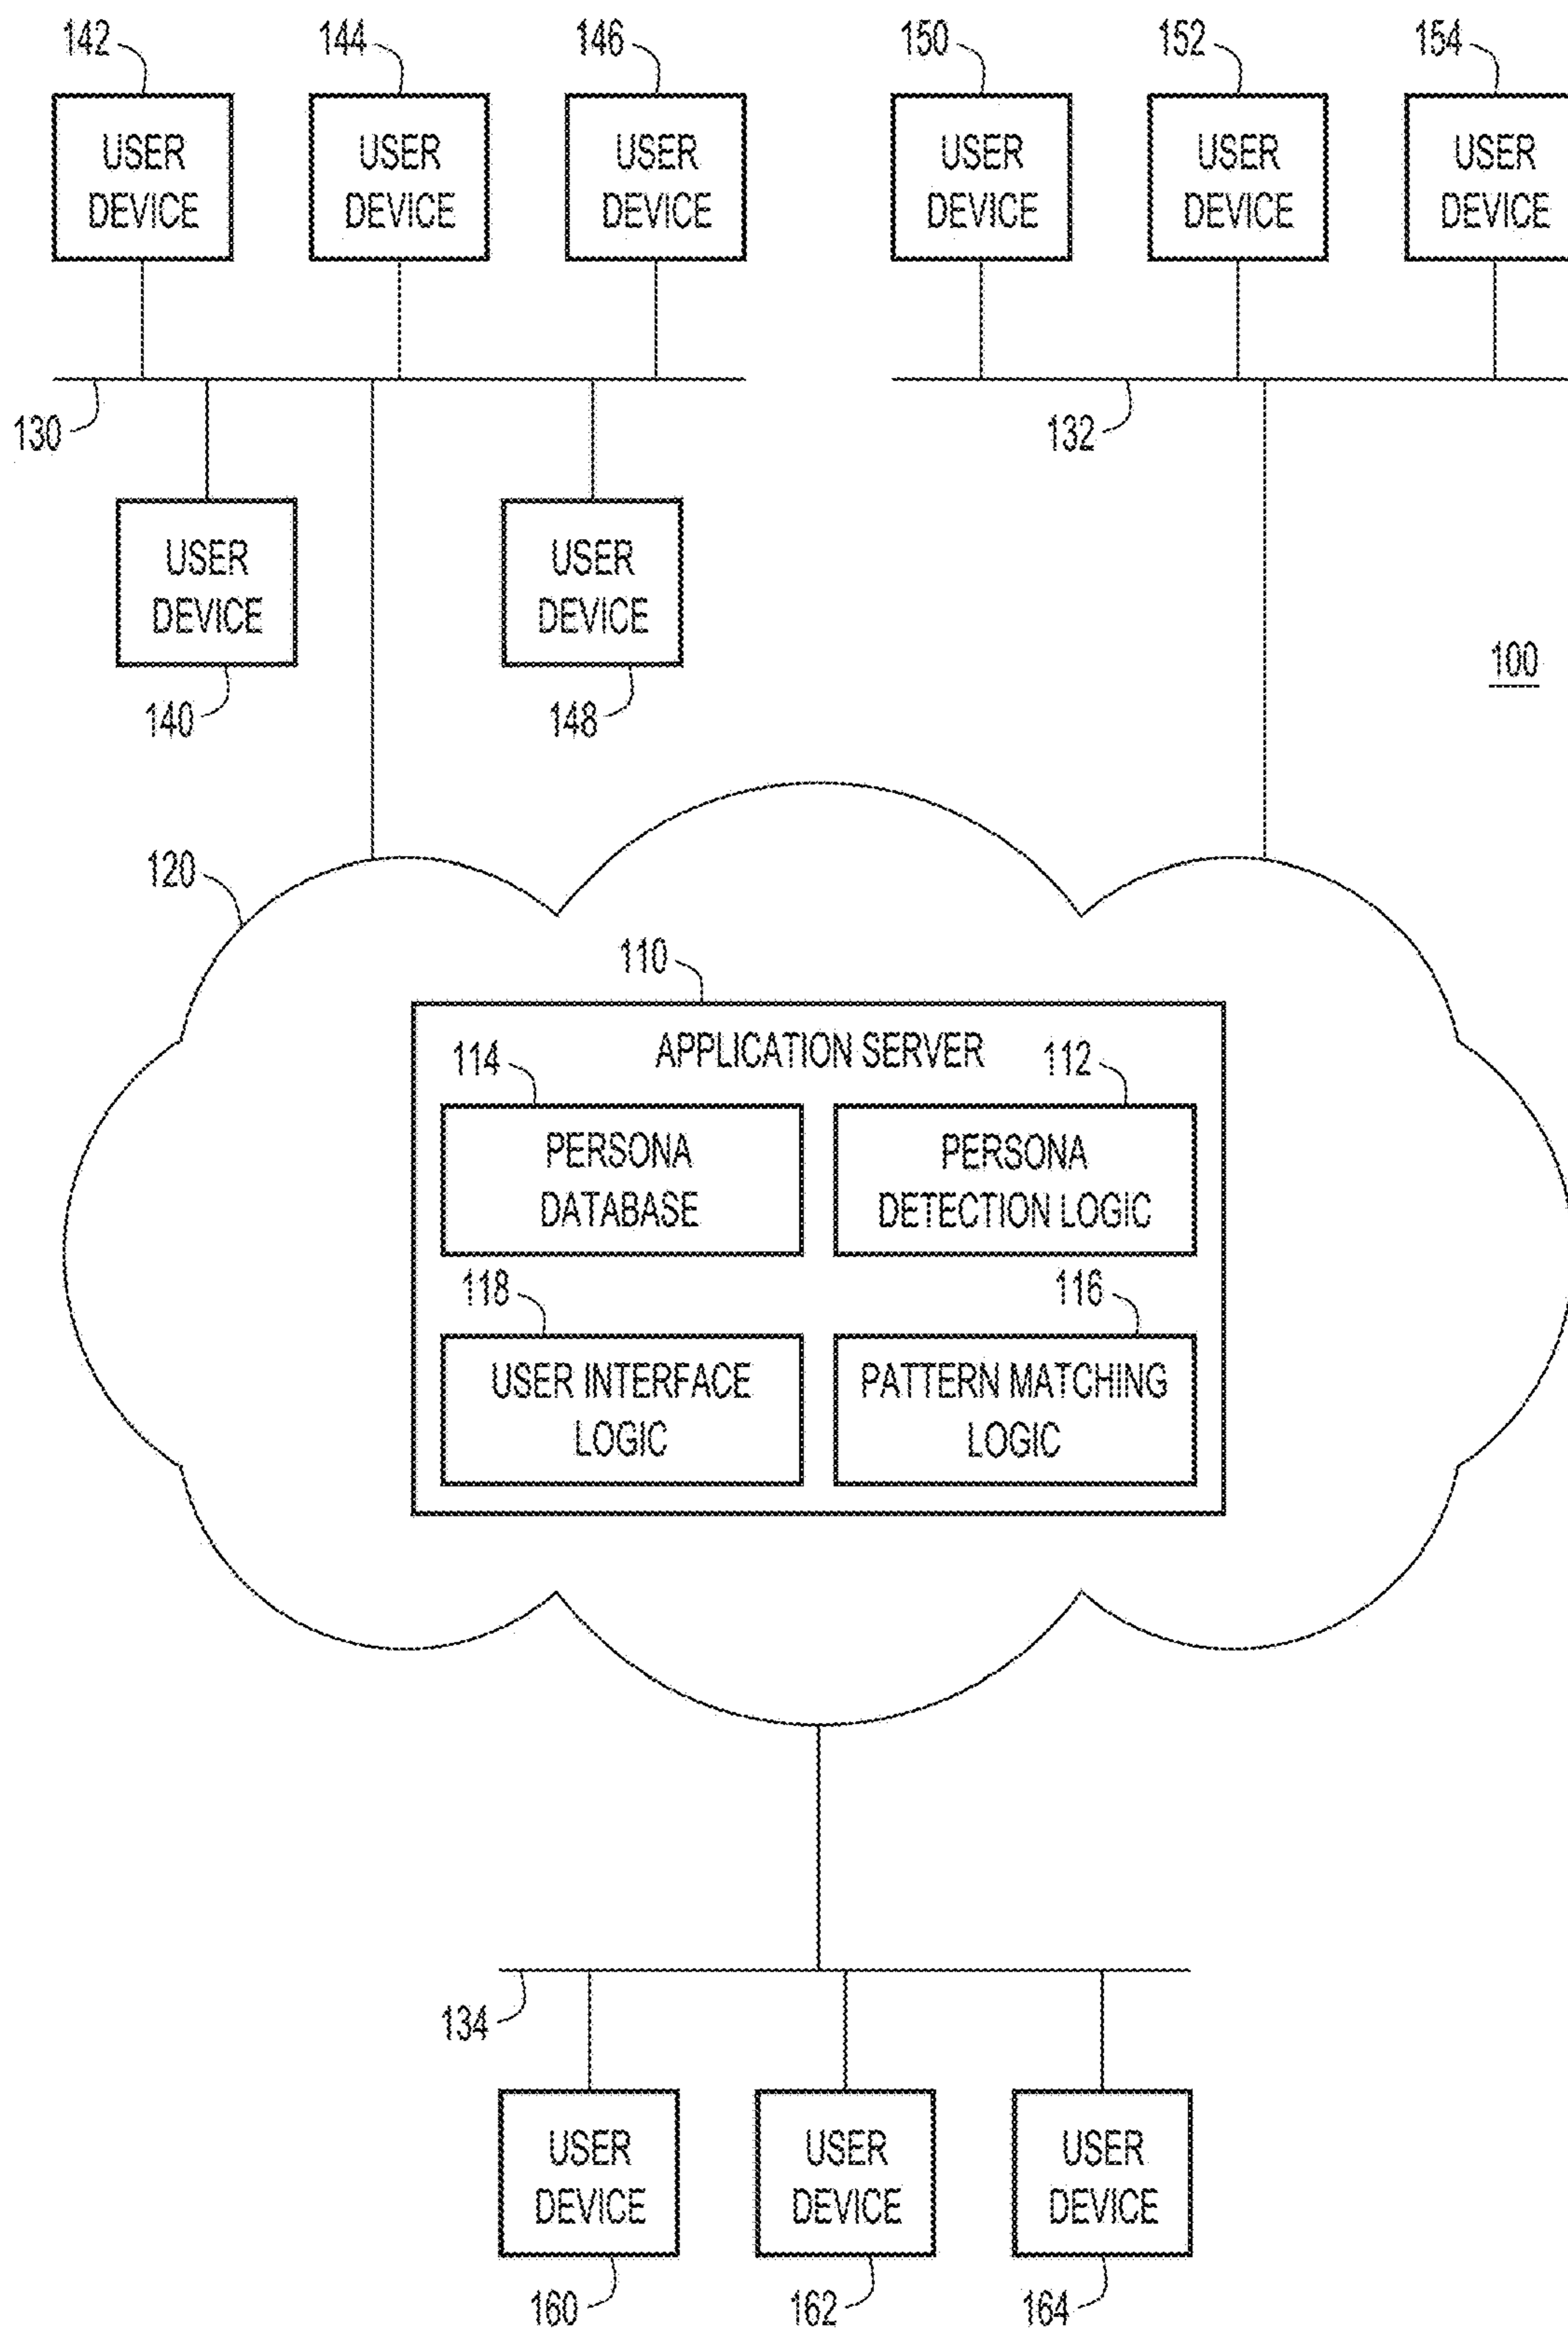 142 144 146 150 152 154
USER USER USER USER USER USER
DEVICE DEVICE DEVICE DEVICE DEVICE DEVICE
130 132
USER USER
DEVICE DEVICE
100
140 148
120
110
APPLICATION SERVER
114 112
PERSONA PERSONA
DATABASE DETECTION LOGIC
118 116
USER INTERFACE PATTERN MATCHING
LOGIC LOGIC
134
USER USER USER
DEVICE DEVICE DEVICE
160 162 164